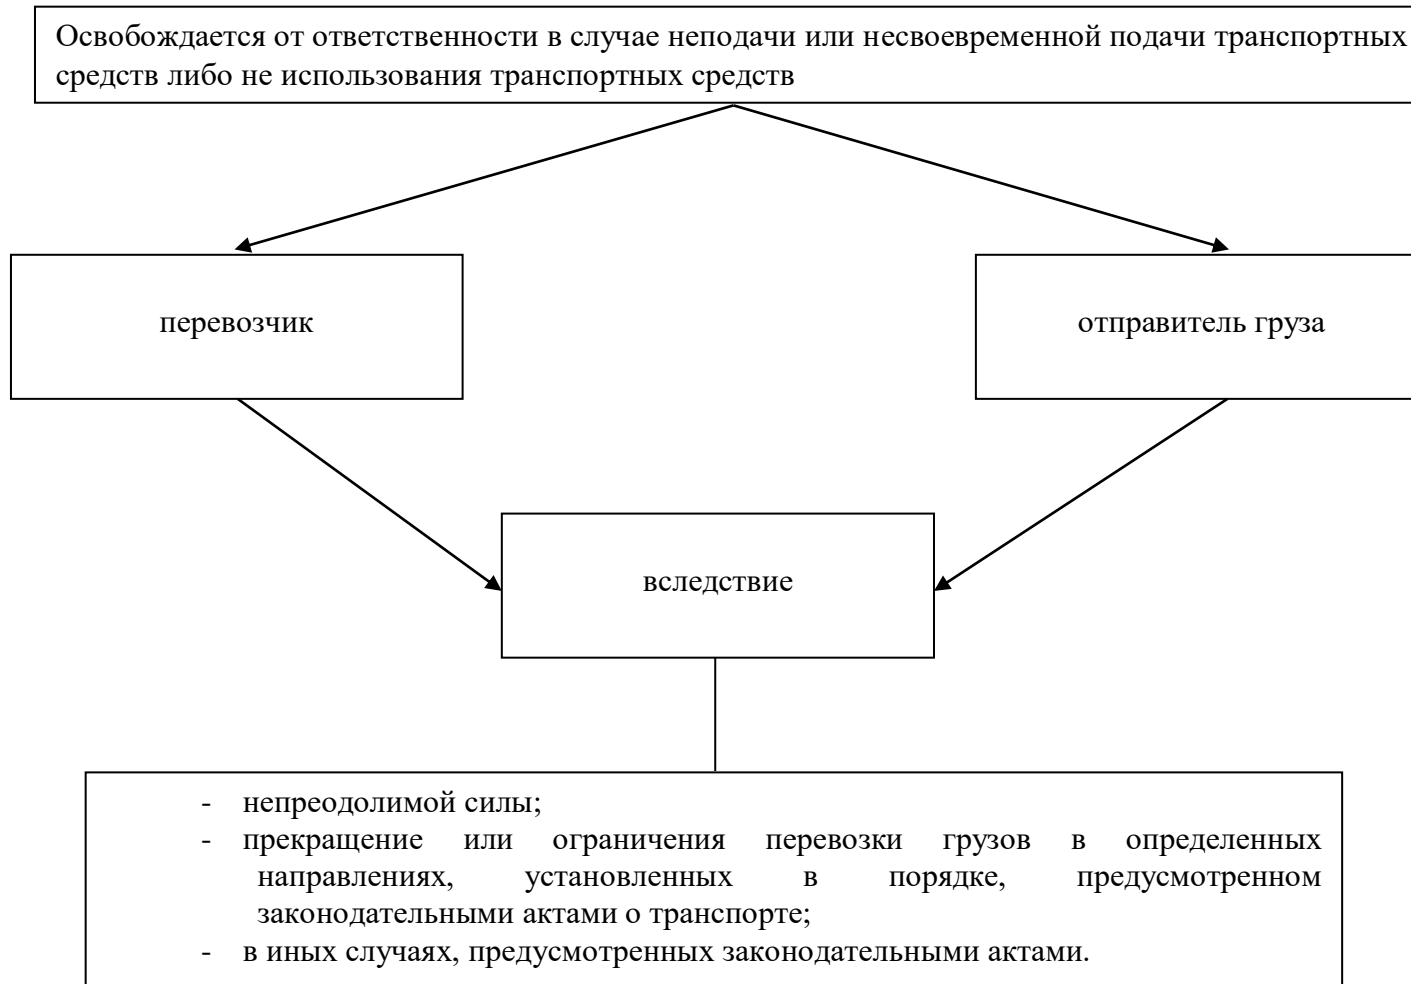 Освобождается от ответственности в случае неподачи или несвоевременной подачи транспортных
средств либо не использования транспортных средств
перевозчик
отправитель груза
вследствие
- непреодолимой силы;
- прекращение или ограничения перевозки грузов в определенных
направлениях, установленных в порядке, предусмотренном
законодательными актами о транспорте;
- в иных случаях, предусмотренных законодательными актами.